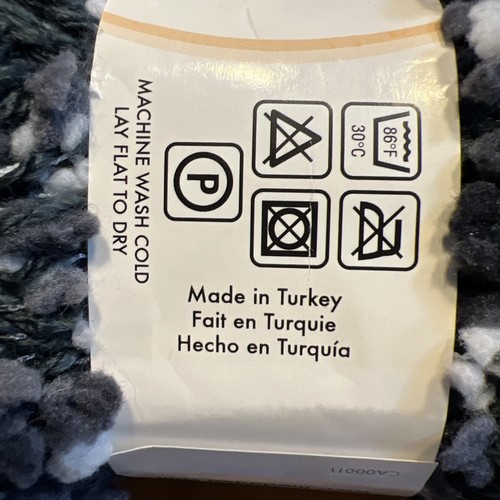 MACHINE WASH COLD
LAY FLAT TO DRY
P
86°F
30°C
Made in Turkey
Fait en Turquie
Hecho en Turquía
CA00011